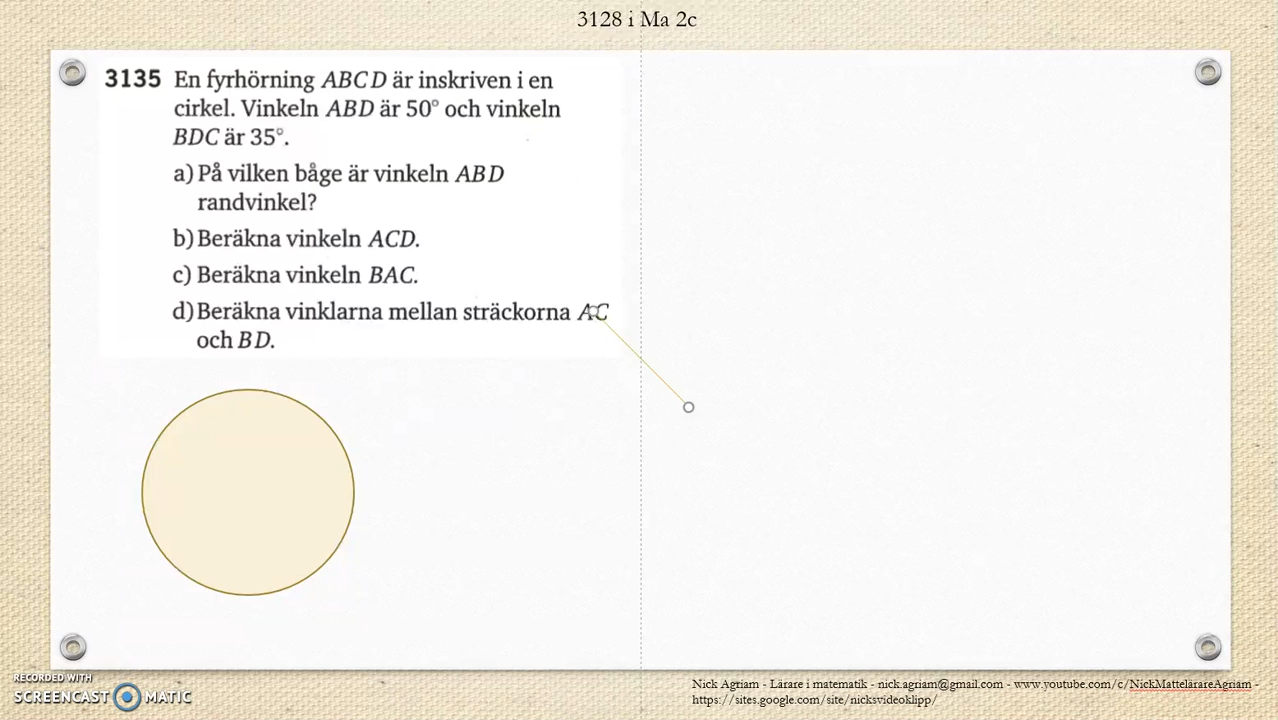 3128 i Ma 2c
3135 En fyrhörning ABCD är inskriven i en
cirkel. Vinkeln ABD är 50° och vinkeln
BDC är 35°.
a) På vilken båge är vinkeln ABD
randvinkel?
b) Beräkna vinkeln ACD.
c) Beräkna vinkeln BAC.
d) Beräkna vinklarna mellan sträckorna AC
och BD.
RECORDED WITH
SCREENCAST MATIC
Nick Agriam - Lärare i matematik - nick.agriam@gmail.com - www.youtube.com/c/NickMattelärareAgriam -
https://sites.google.com/site/nicksvideoklipp/